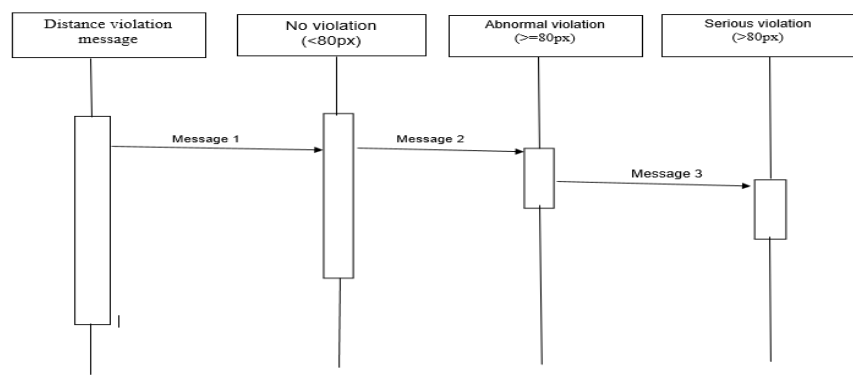 Distance violation
message
No violation
(<80px)
Abnormal violation
(>=80px)
Serious violation
(>80px)
Message 1
Message 2
Message 3